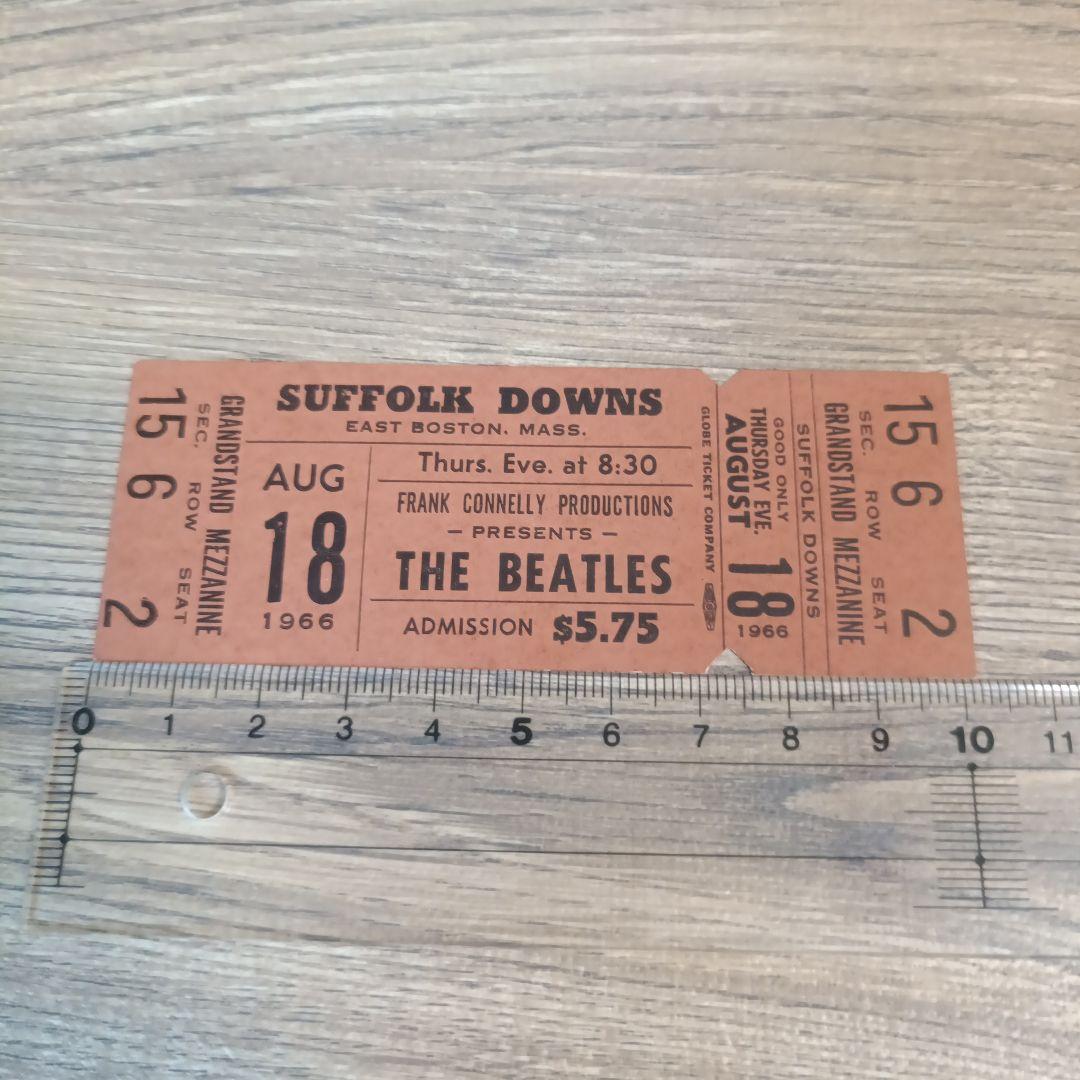 15 6 2
SEC. ROW SEAT
GRANDSTAND MEZZANINE
SUFFOLK DOWNS
EAST BOSTON, MASS.
AUG
18
1966
Thurs. Eve. at 8:30
FRANK CONNELLY PRODUCTIONS
— PRESENTS —
THE BEATLES
ADMISSION $5.75
GLOBE TICKET COMPANY
AUGUST 18
1966
THURSDAY EVE.
GOOD ONLY
SUFFOLK DOWNS
GRANDSTAND MEZZANINE
SEC. ROW SEAT
15 6 2
0 1 2 3 4 5 6 7 8 9 10 11